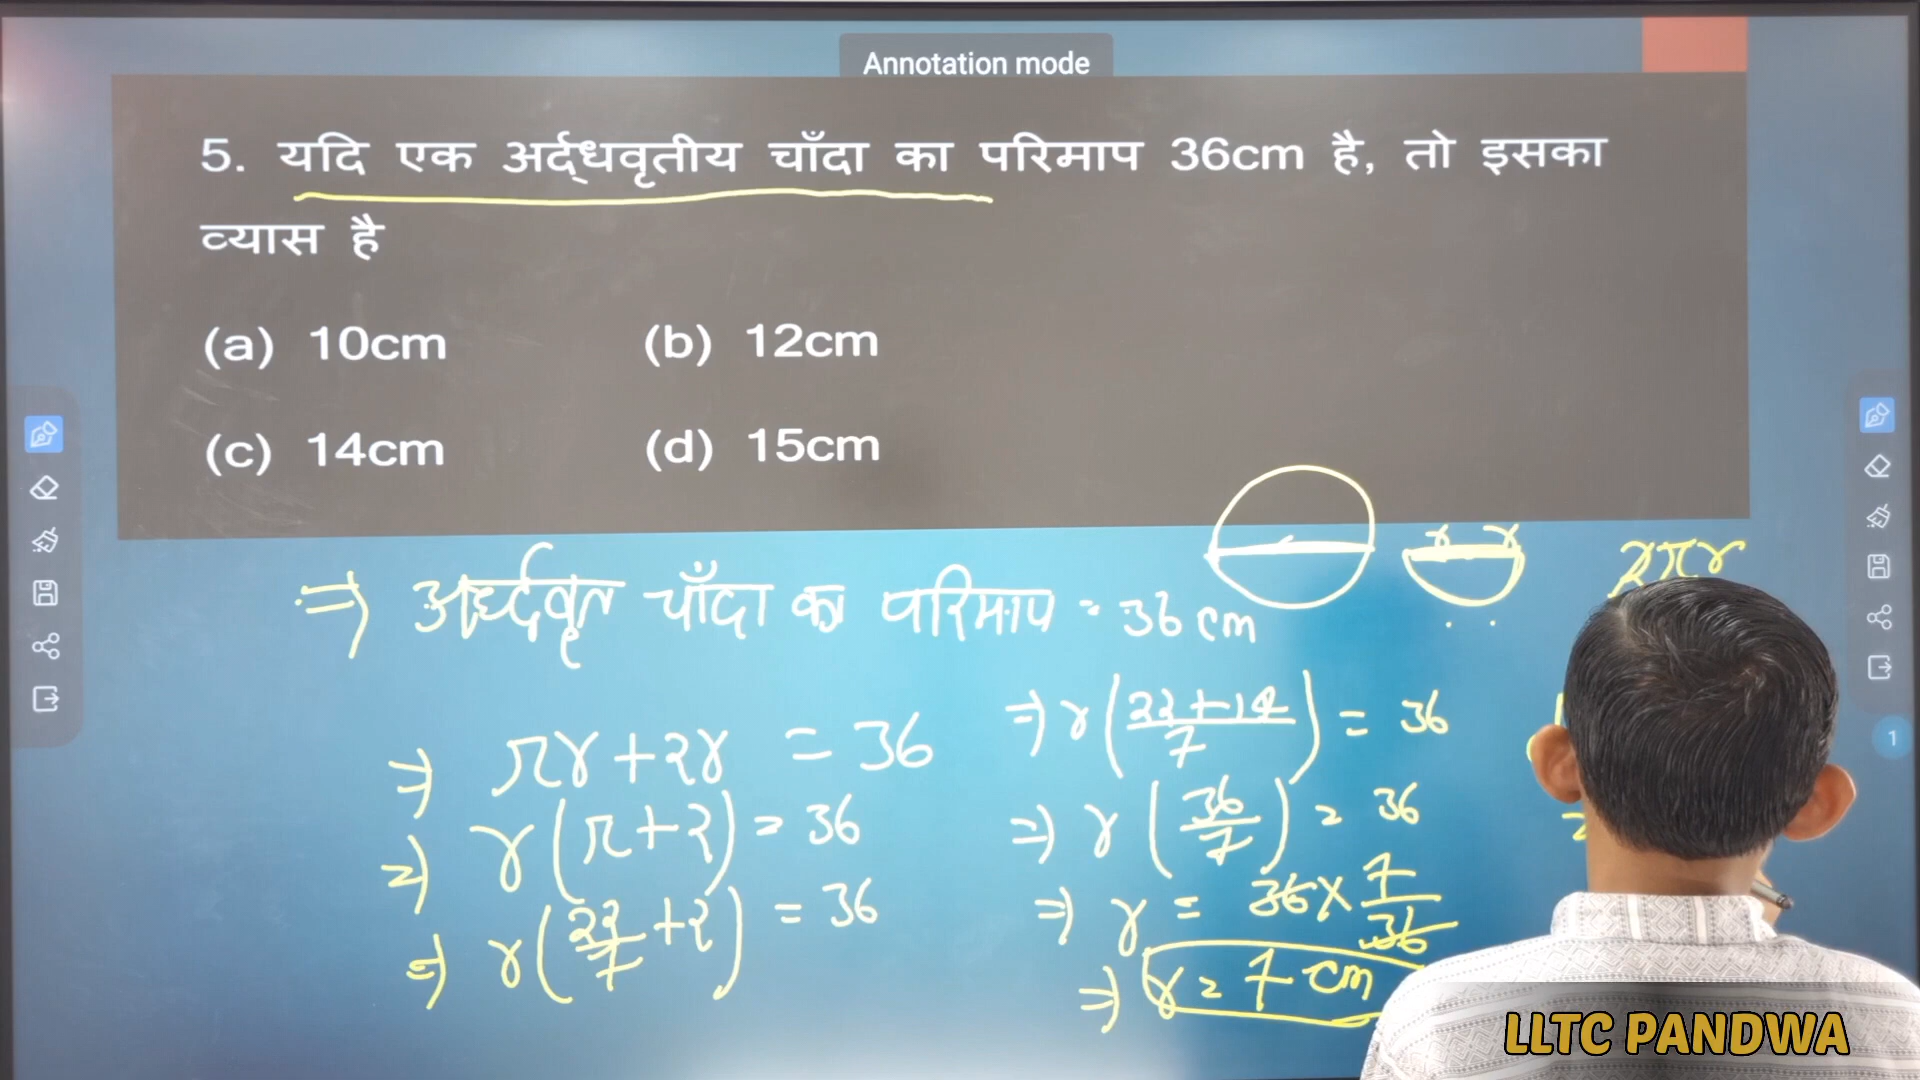 Annotation mode
5. यदि एक अर्द्धवृतीय चाँदा का परिमाप 36cm है, तो इसका
व्यास है
(a) 10cm (b) 12cm
(c) 14cm (d) 15cm
r r
2πr
⇒ अर्ध्दवृत चाँदा का परिमाप = 36 cm
⇒ πr + 2r = 36
⇒ r(π+2) = 36
⇒ r(22/7 + 2) = 36
⇒ r(22+14/7) = 36
⇒ r(36/7) = 36
⇒ r = 36 × 7/36
⇒ r = 7 cm
1
LLTC PANDWA